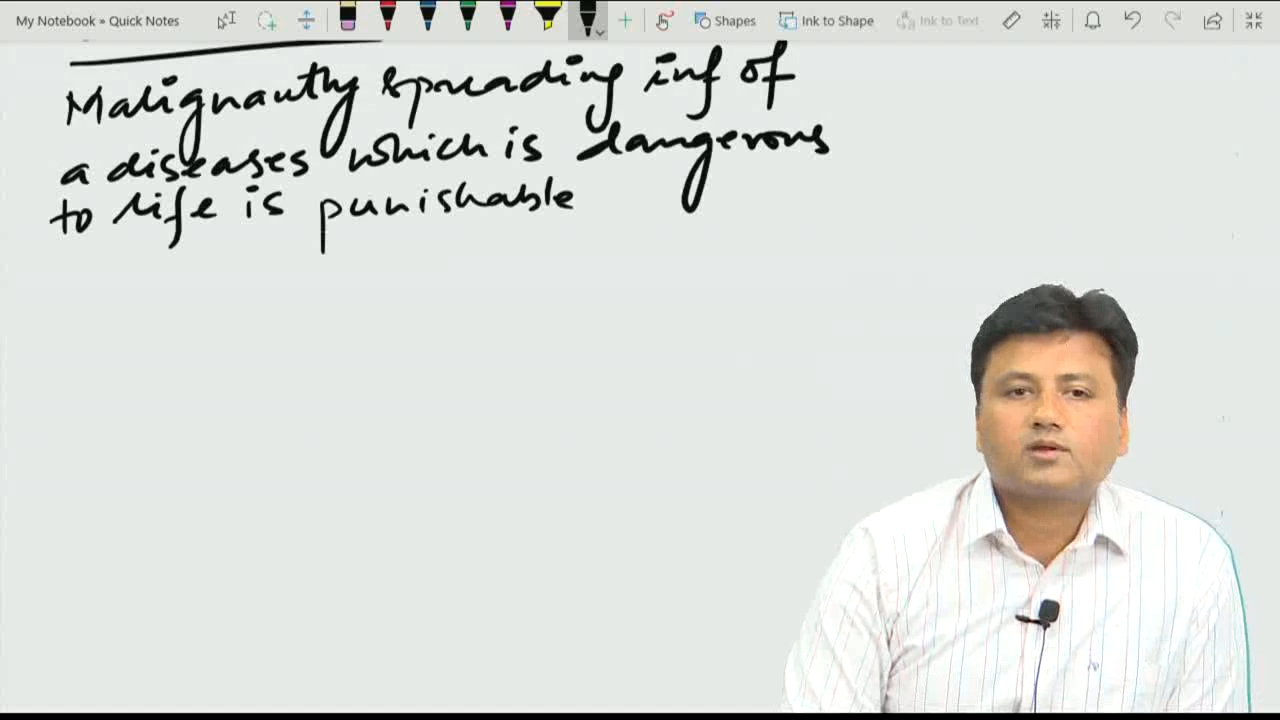 My Notebook » Quick Notes
Shapes
Ink to Shape
Ink to Text
Malignantly spreading inf of
a diseases which is dangerous
to life is punishable